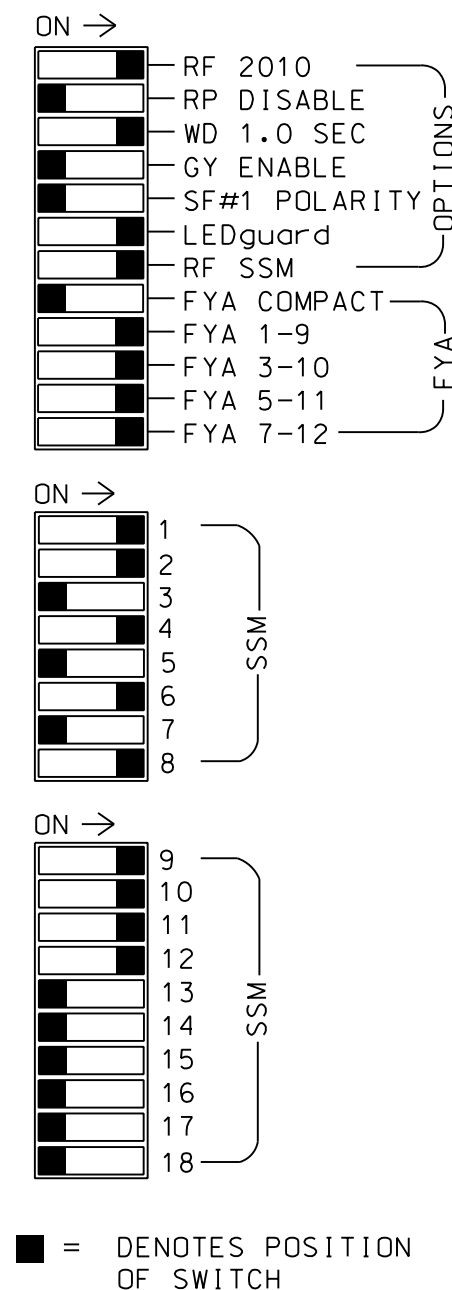 ON →
RF 2010
RP DISABLE
WD 1.0 SEC
GY ENABLE
SF#1 POLARITY
LEDguard
RF SSM
OPTIONS
FYA COMPACT
FYA 1-9
FYA 3-10
FYA 5-11
FYA 7-12
FYA
ON →
1
2
3
4
5
6
7
8
SSM
ON →
9
10
11
12
13
14
15
16
17
18
SSM
= DENOTES POSITION
OF SWITCH